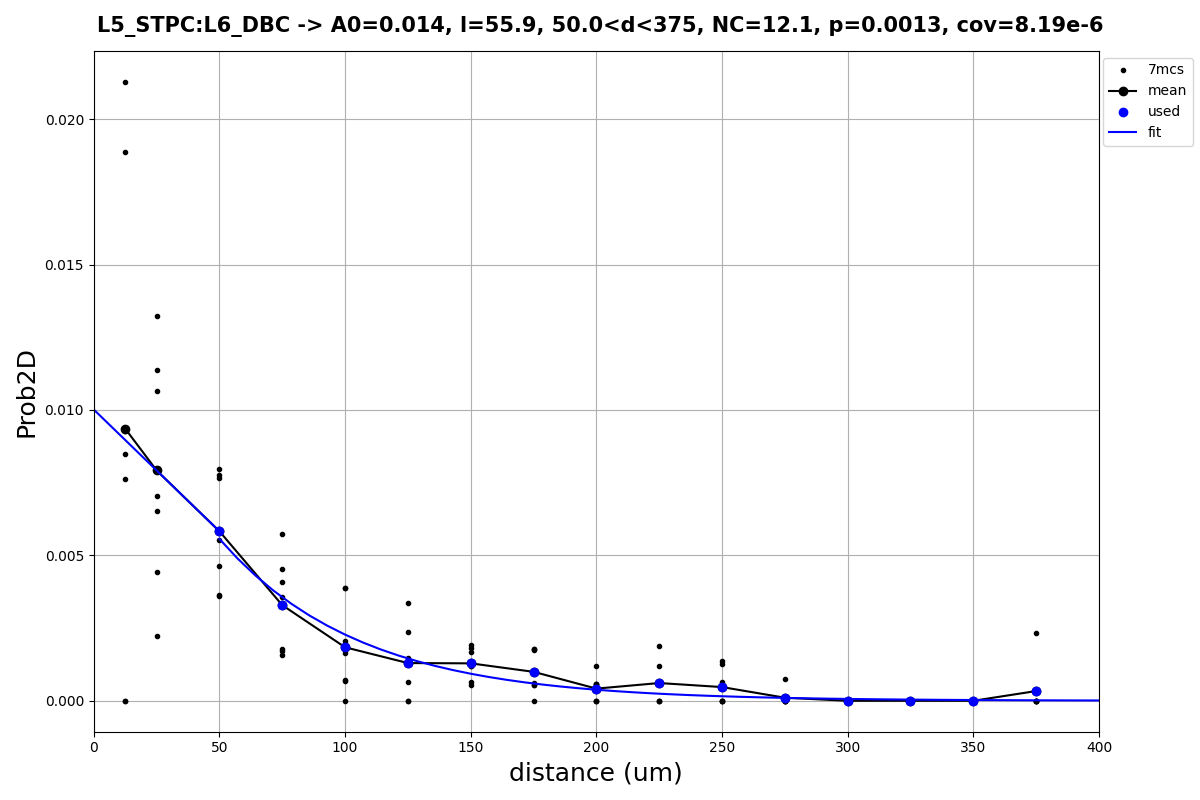 L5_STPC:L6_DBC -> A0=0.014, l=55.9, 50.0<d<375, NC=12.1, p=0.0013, cov=8.19e-6
7mcs
mean
used
fit
Prob2D
0.020
0.015
0.010
0.005
0.000
0 50 100 150 200 250 300 350 400
distance (um)